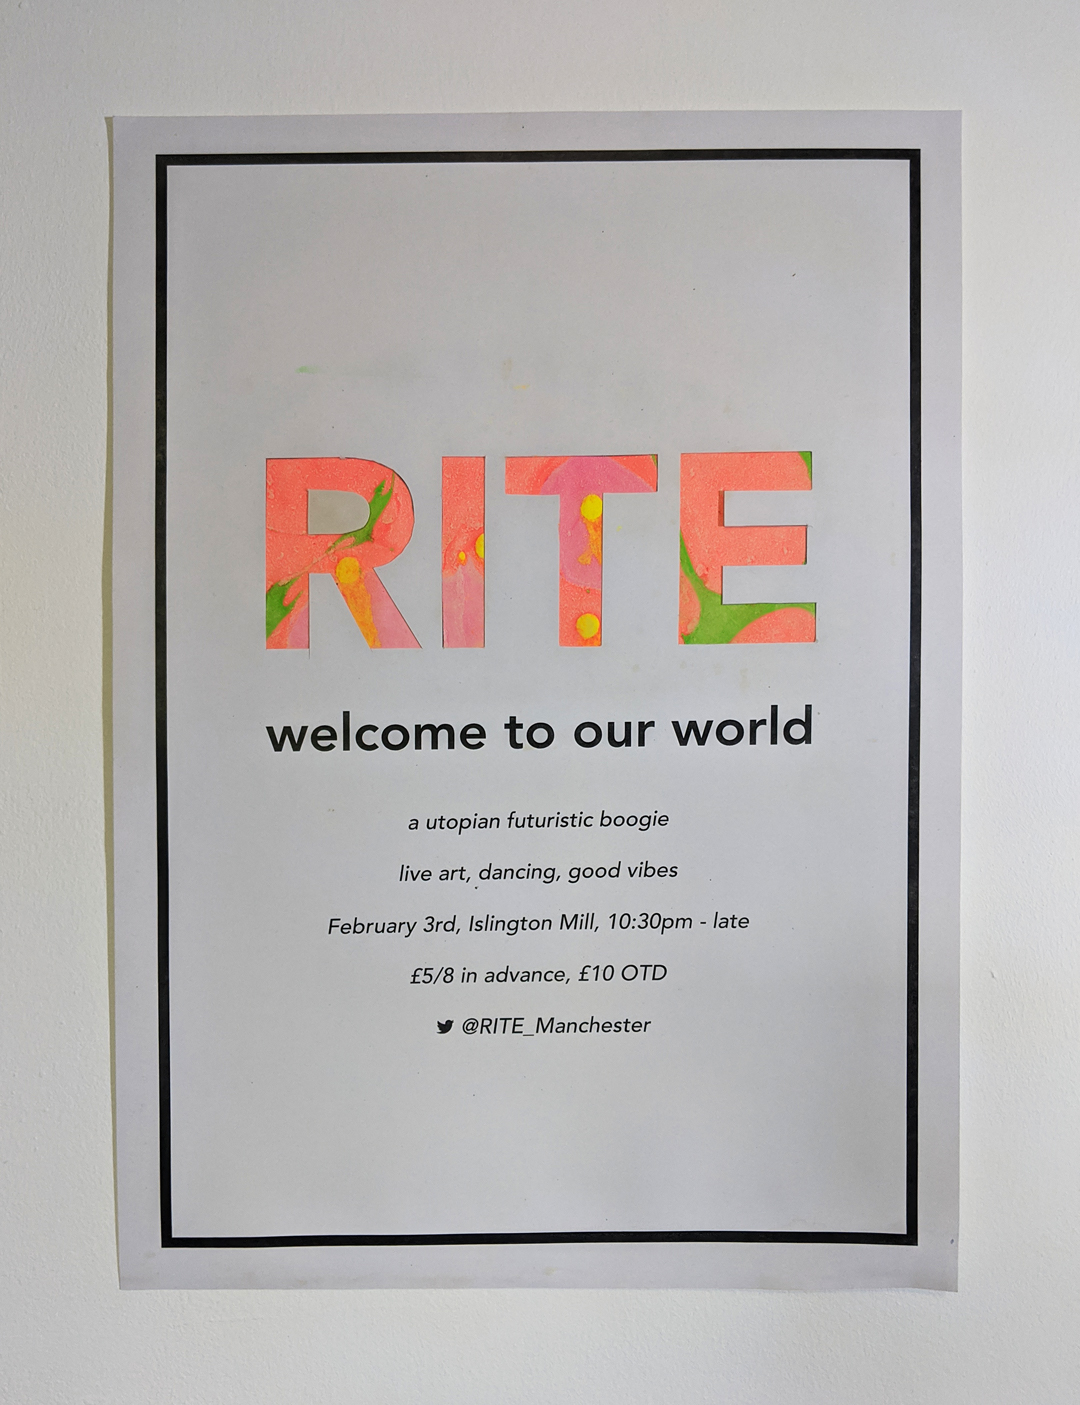 RITE
welcome to our world
a utopian futuristic boogie
live art, dancing, good vibes
February 3rd, Islington Mill, 10:30pm - late
£5/8 in advance, £10 OTD
@RITE_Manchester